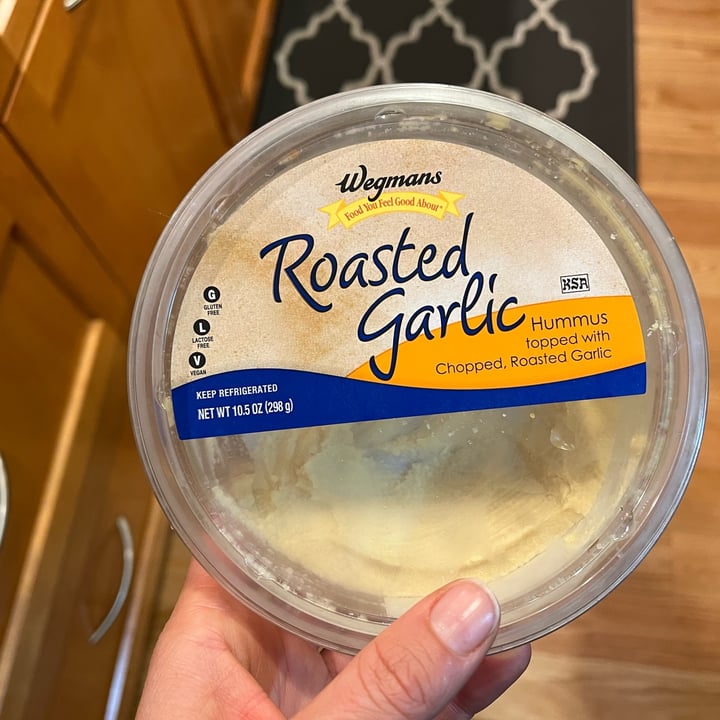 Wegmans
Food You Feel Good About
Roasted
Garlic
KSA
Hummus
topped with
Chopped, Roasted Garlic
G
GLUTEN
FREE
L
LACTOSE
FREE
V
VEGAN
KEEP REFRIGERATED
NET WT 10.5 OZ (298 g)